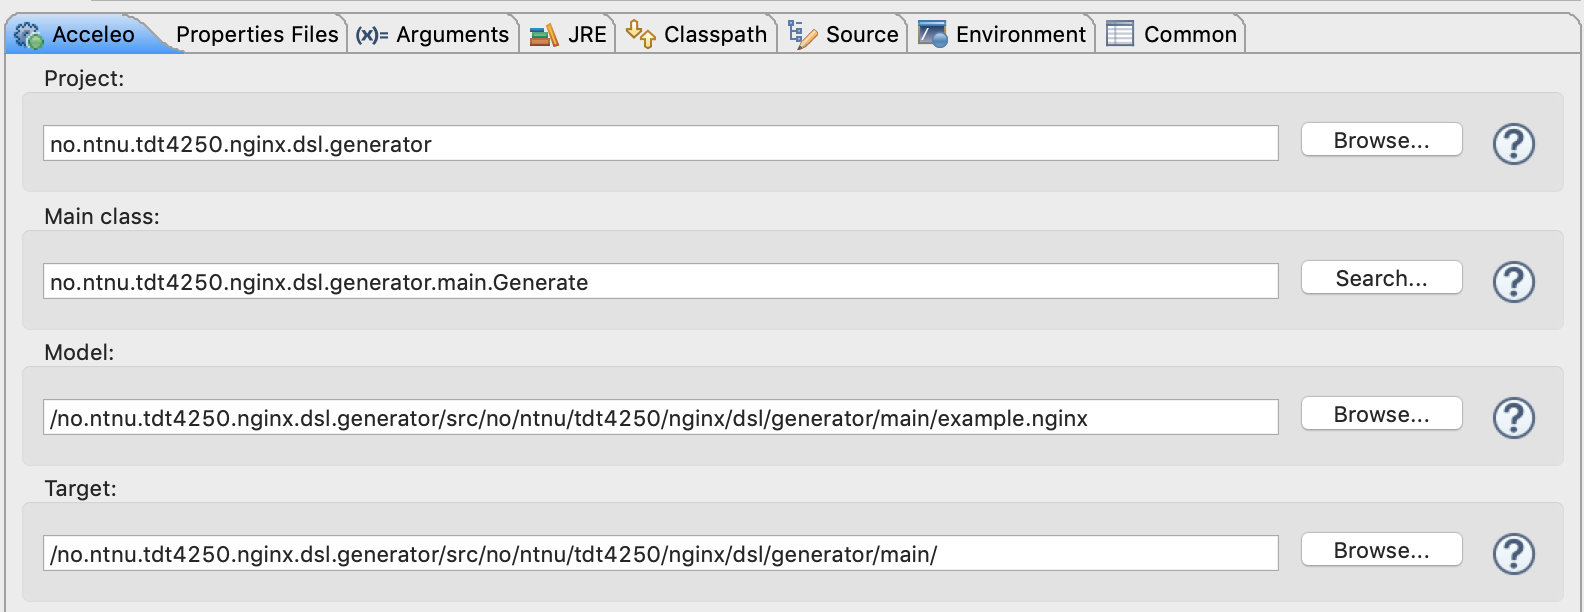 Acceleo Properties Files (x)= Arguments JRE Classpath Source Environment Common
Project:
no.ntnu.tdt4250.nginx.dsl.generator Browse... ?
Main class:
no.ntnu.tdt4250.nginx.dsl.generator.main.Generate Search... ?
Model:
/no.ntnu.tdt4250.nginx.dsl.generator/src/no/ntnu/tdt4250/nginx/dsl/generator/main/example.nginx Browse... ?
Target:
/no.ntnu.tdt4250.nginx.dsl.generator/src/no/ntnu/tdt4250/nginx/dsl/generator/main/ Browse... ?